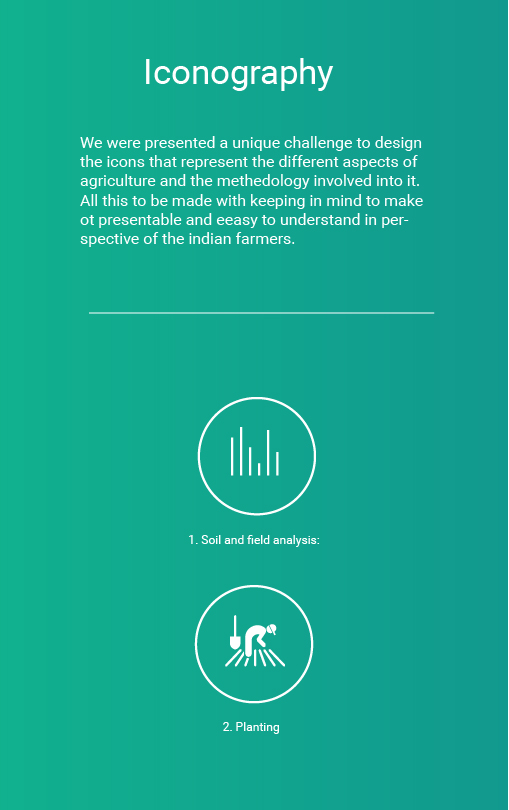 Iconography
We were presented a unique challenge to design
the icons that represent the different aspects of
agriculture and the methedology involved into it.
All this to be made with keeping in mind to make
ot presentable and eeasy to understand in per-
spective of the indian farmers.
1. Soil and field analysis:
2. Planting